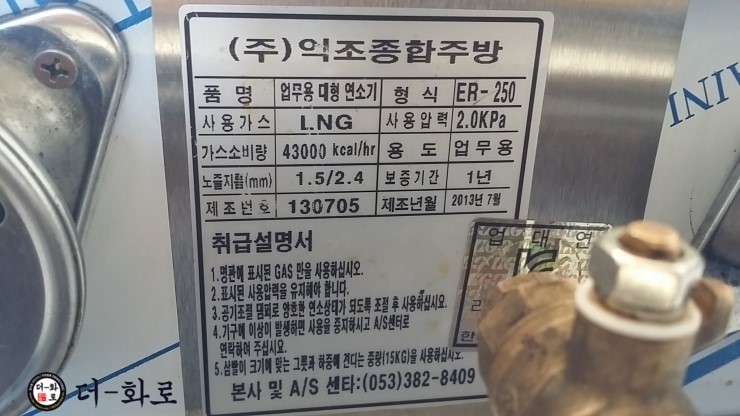 (주)익조종합주방
품 명 업무용 대형 연소기 형 식 ER-250
사용가스 LNG 사용압력 2.0KPa
가스소비량 43000 kcal/hr 용 도 업무용
노즐지름(mm) 1.5/2.4 보증기간 1년
제조번호 130705 제조년월 2013년 7월
취급설명서
1.명판에 표시된 GAS 만을 사용하십시오.
2.표시된 사용압력을 유지해야 합니다.
3.공기조절 댐퍼로 양호한 연소상태가 되도록 조절 후 사용하십시오.
4.기구에 이상이 발생하면 사용을 중지하시고 A/S센터로
연락하여 주십시오.
5.삼발이 크기에 맞는 그릇과 하중에 견디는 중량(15KG)을 사용하십시오.
본사 및 A/S 센타:(053)382-8409
업 대 연
더-화로
더-화로